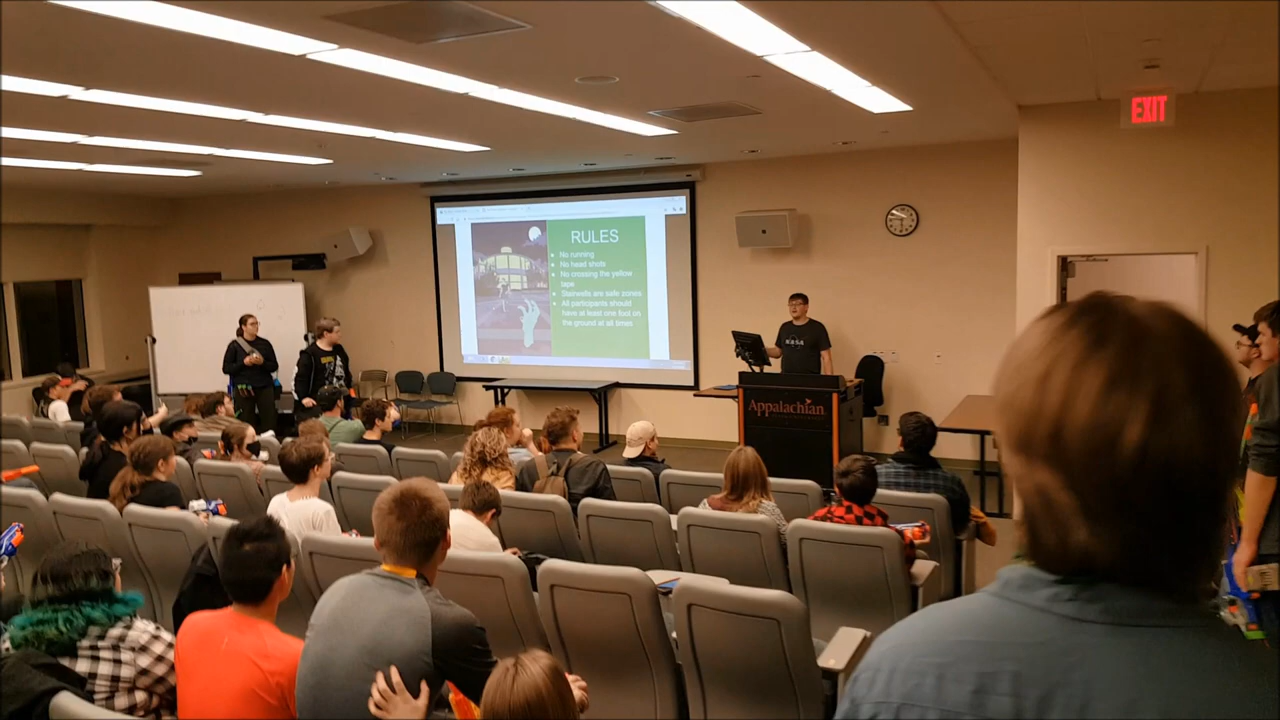 EXIT
RULES
No running
No head shots
No crossing the yellow
tape
Stairwells are safe zones
All participants should
have at least one foot on
the ground at all times
NASA
Appalachian